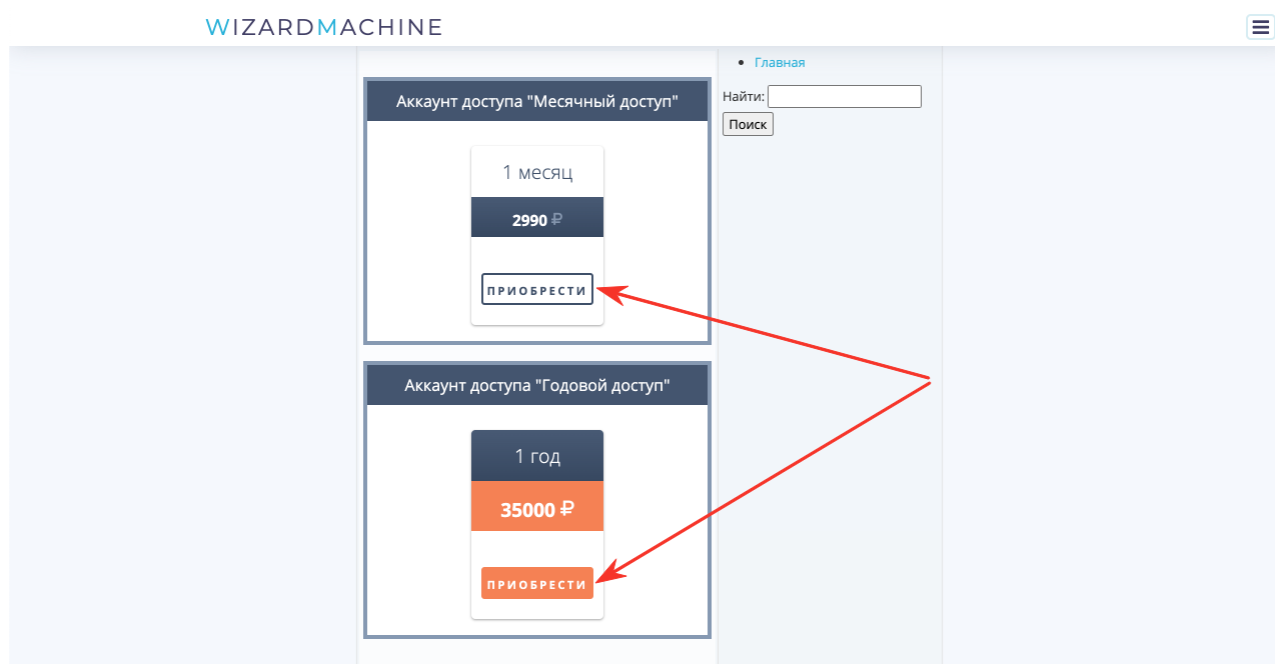 WIZARDMACHINE
Главная
Найти:
Поиск
Аккаунт доступа "Месячный доступ"
1 месяц
2990 ₽
ПРИОБРЕСТИ
Аккаунт доступа "Годовой доступ"
1 год
35000 ₽
ПРИОБРЕСТИ